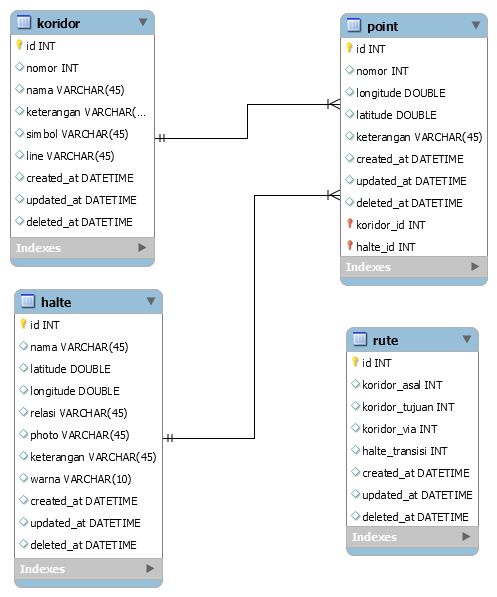 koridor
id INT
nomor INT
nama VARCHAR(45)
keterangan VARCHAR(...
simbol VARCHAR(45)
line VARCHAR(45)
created_at DATETIME
updated_at DATETIME
deleted_at DATETIME
Indexes
point
id INT
nomor INT
longitude DOUBLE
latitude DOUBLE
keterangan VARCHAR(45)
created_at DATETIME
updated_at DATETIME
deleted_at DATETIME
koridor_id INT
halte_id INT
Indexes
halte
id INT
nama VARCHAR(45)
latitude DOUBLE
longitude DOUBLE
relasi VARCHAR(45)
photo VARCHAR(45)
keterangan VARCHAR(45)
warna VARCHAR(10)
created_at DATETIME
updated_at DATETIME
deleted_at DATETIME
Indexes
rute
id INT
koridor_asal INT
koridor_tujuan INT
koridor_via INT
halte_transisi INT
created_at DATETIME
updated_at DATETIME
deleted_at DATETIME
Indexes